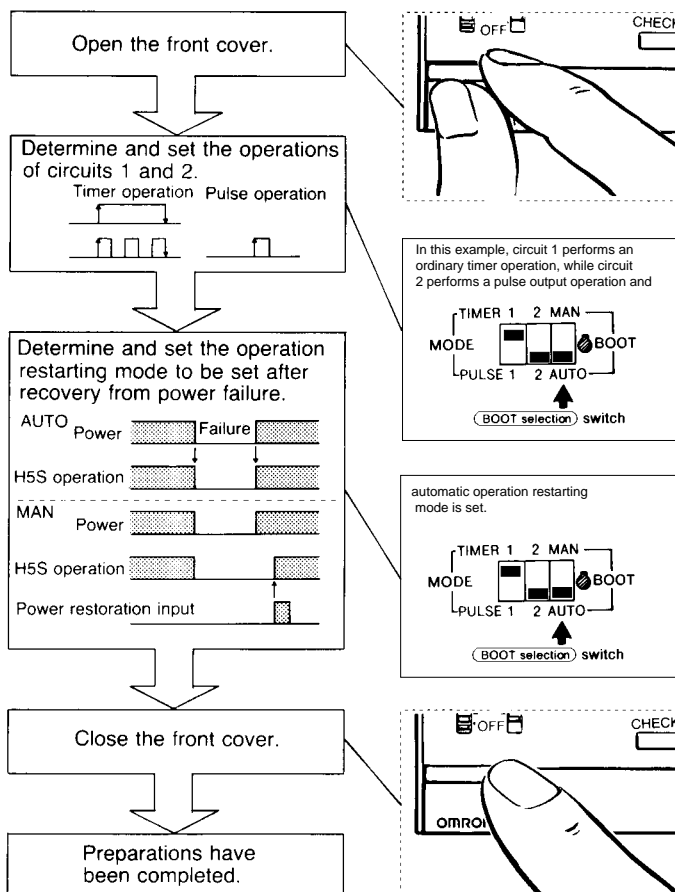 Open the front cover.
OFF
CHECK
Determine and set the operations
of circuits 1 and 2.
Timer operation Pulse operation
In this example, circuit 1 performs an
ordinary timer operation, while circuit
2 performs a pulse output operation and
TIMER 1 2 MAN
MODE BOOT
PULSE 1 2 AUTO
BOOT selection switch
Determine and set the operation
restarting mode to be set after
recovery from power failure.
AUTO
Power Failure
H5S operation
MAN
Power
H5S operation
Power restoration input
automatic operation restarting
mode is set.
TIMER 1 2 MAN
MODE BOOT
PULSE 1 2 AUTO
BOOT selection switch
Close the front cover.
OFF
CHECK
Preparations have
been completed.